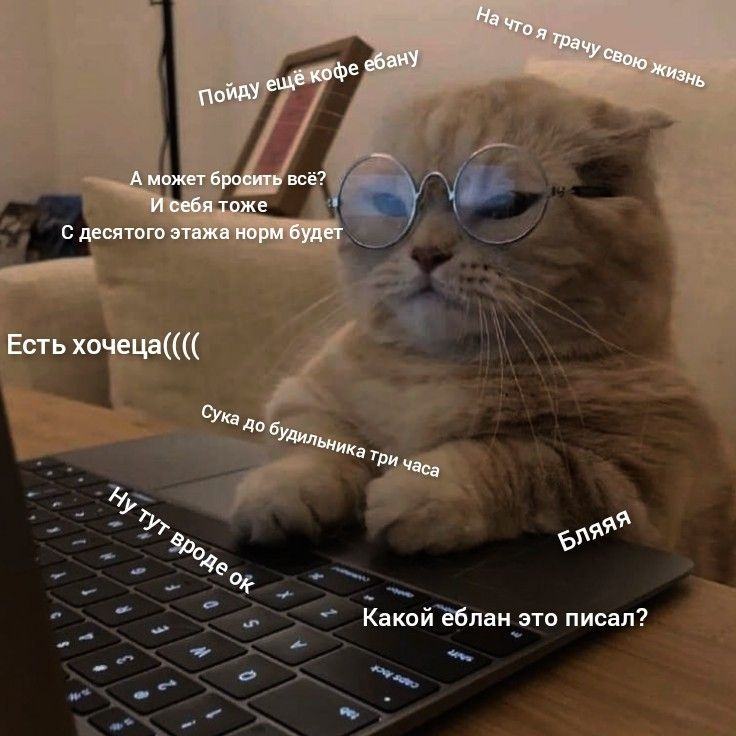 На что я трачу свою жизнь
Пойду ещё кофе ебану
А может бросить всё?
И себя тоже
С десятого этажа норм будет
Есть хочеца((((
Сука до будильника три часа
Ну тут вроде ок
Бляяя
Какой еблан это писал?